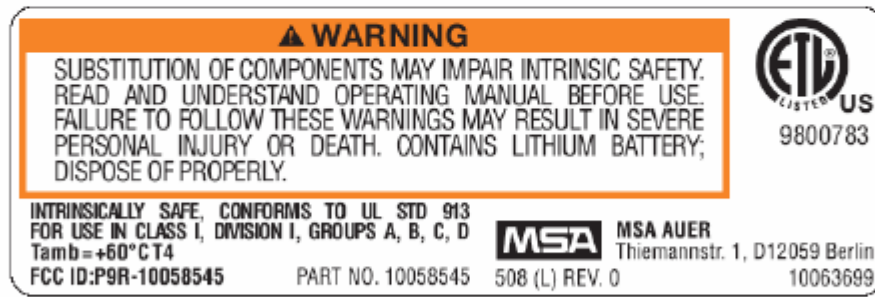 WARNING
SUBSTITUTION OF COMPONENTS MAY IMPAIR INTRINSIC SAFETY.
READ AND UNDERSTAND OPERATING MANUAL BEFORE USE.
FAILURE TO FOLLOW THESE WARNINGS MAY RESULT IN SEVERE
PERSONAL INJURY OR DEATH. CONTAINS LITHIUM BATTERY;
DISPOSE OF PROPERLY.
ETL®
LISTED
US
9800783
INTRINSICALLY SAFE, CONFORMS TO UL STD 913
FOR USE IN CLASS I, DIVISION I, GROUPS A, B, C, D
Tamb=+60°C T4
FCC ID:P9R-10058545
PART NO. 10058545
MSA
508 (L) REV. 0
MSA AUER
Thiemannstr. 1, D12059 Berlin
10063699